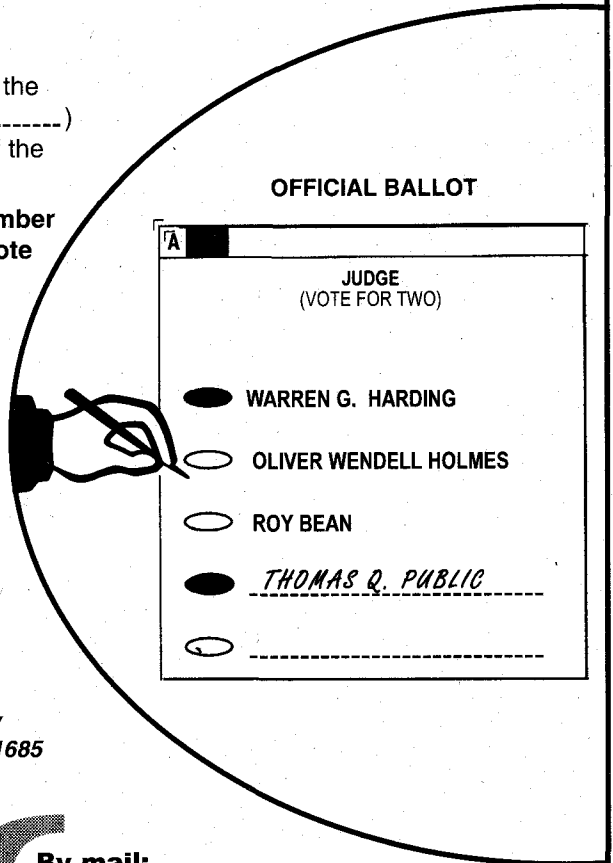 the
-------)
the
mber
ote
OFFICIAL BALLOT
A
JUDGE
(VOTE FOR TWO)
WARREN G. HARDING
OLIVER WENDELL HOLMES
ROY BEAN
THOMAS Q. PUBLIC
1685
By mail: